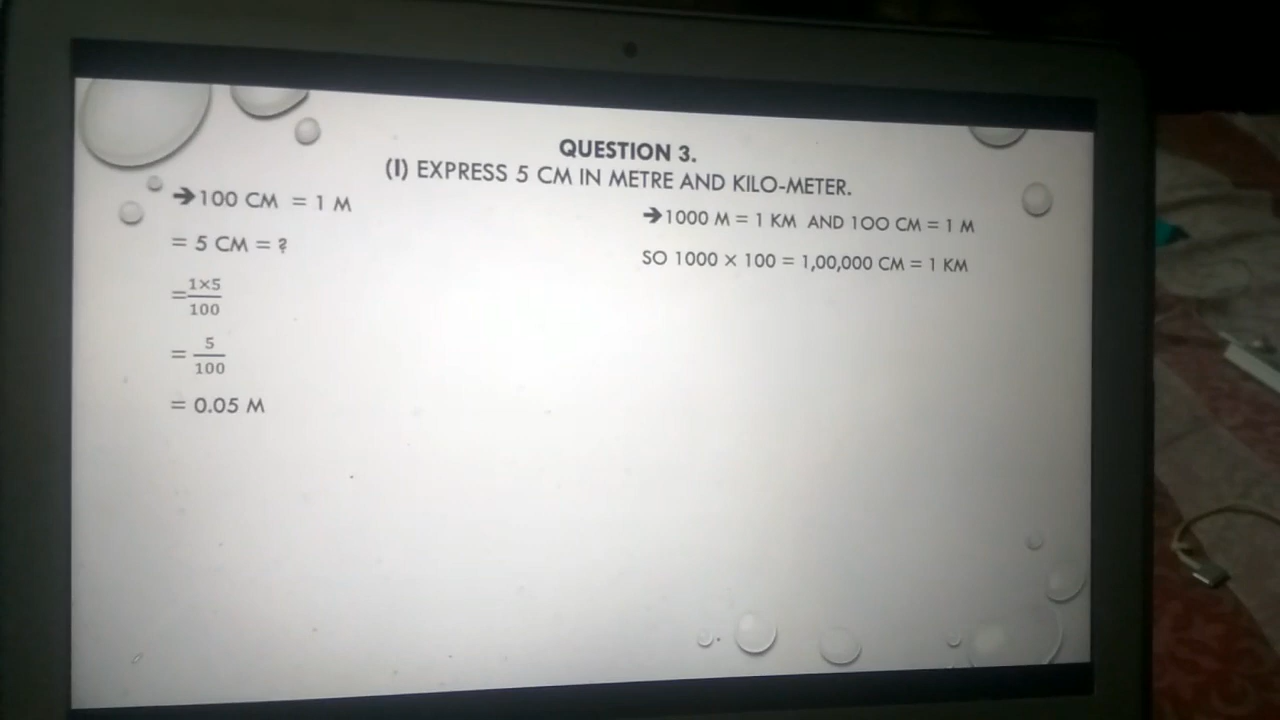 QUESTION 3.
(I) EXPRESS 5 CM IN METRE AND KILO-METER.
➔100 CM = 1 M
= 5 CM = ?
=1×5/100
= 5/100
= 0.05 M
➔1000 M = 1 KM AND 1OO CM = 1 M
SO 1000 × 100 = 1,00,000 CM = 1 KM